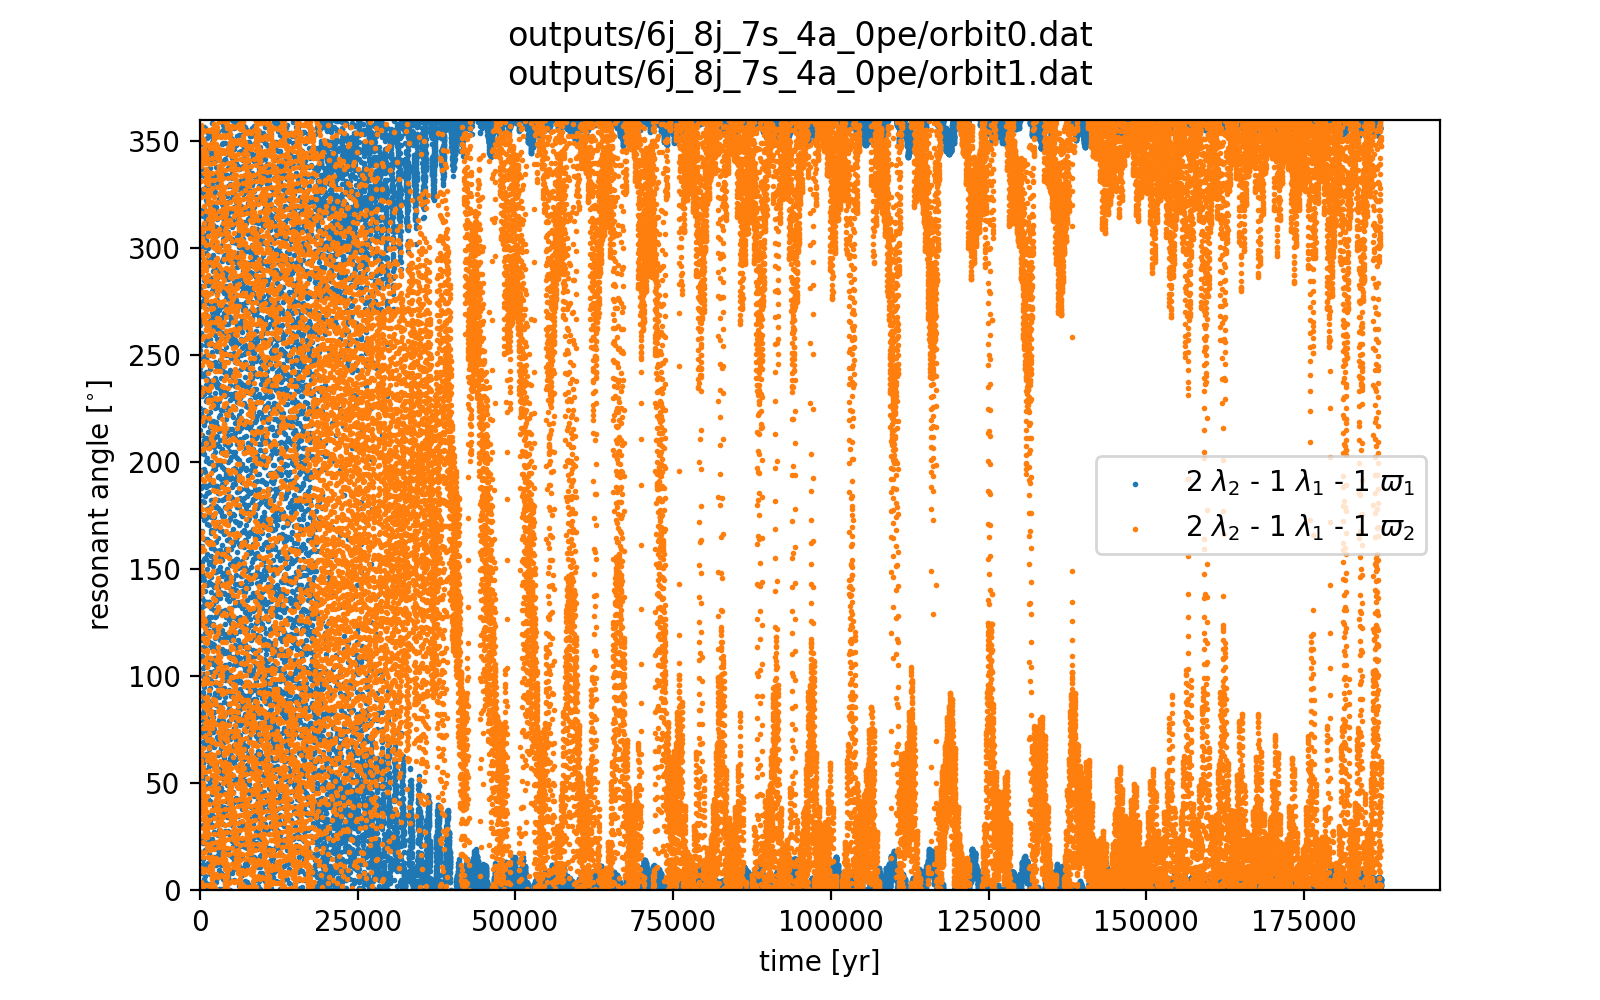 outputs/6j_8j_7s_4a_0pe/orbit0.dat
outputs/6j_8j_7s_4a_0pe/orbit1.dat
350
300
250
200
150
100
50
0
resonant angle [°]
2 λ₂ - 1 λ₁ - 1 ϖ₁
2 λ₂ - 1 λ₁ - 1 ϖ₂
0 25000 50000 75000 100000 125000 150000 175000
time [yr]